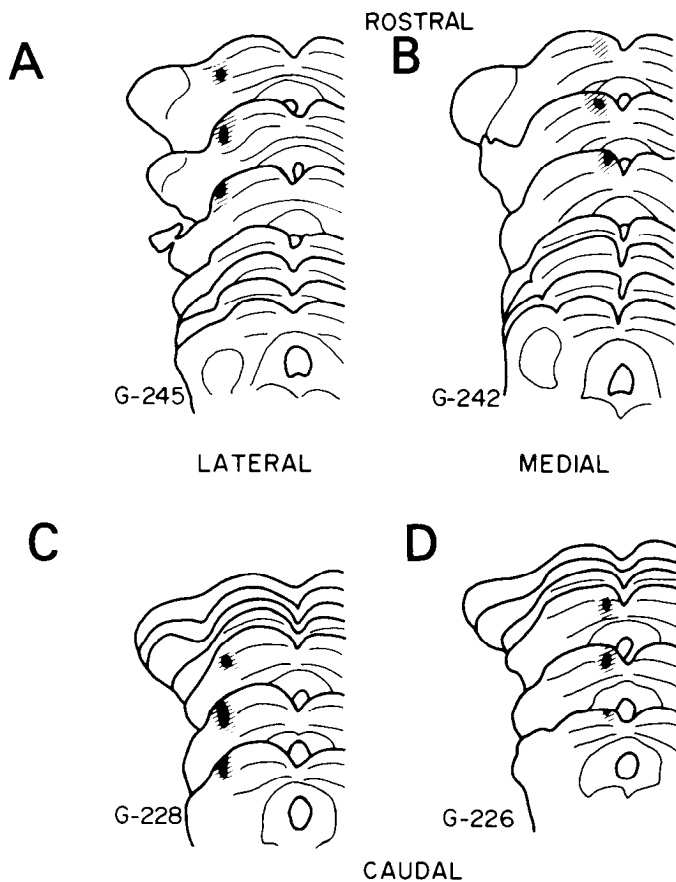 ROSTRAL
A
B
G-245
G-242
LATERAL
MEDIAL
C
D
G-228
G-226
CAUDAL